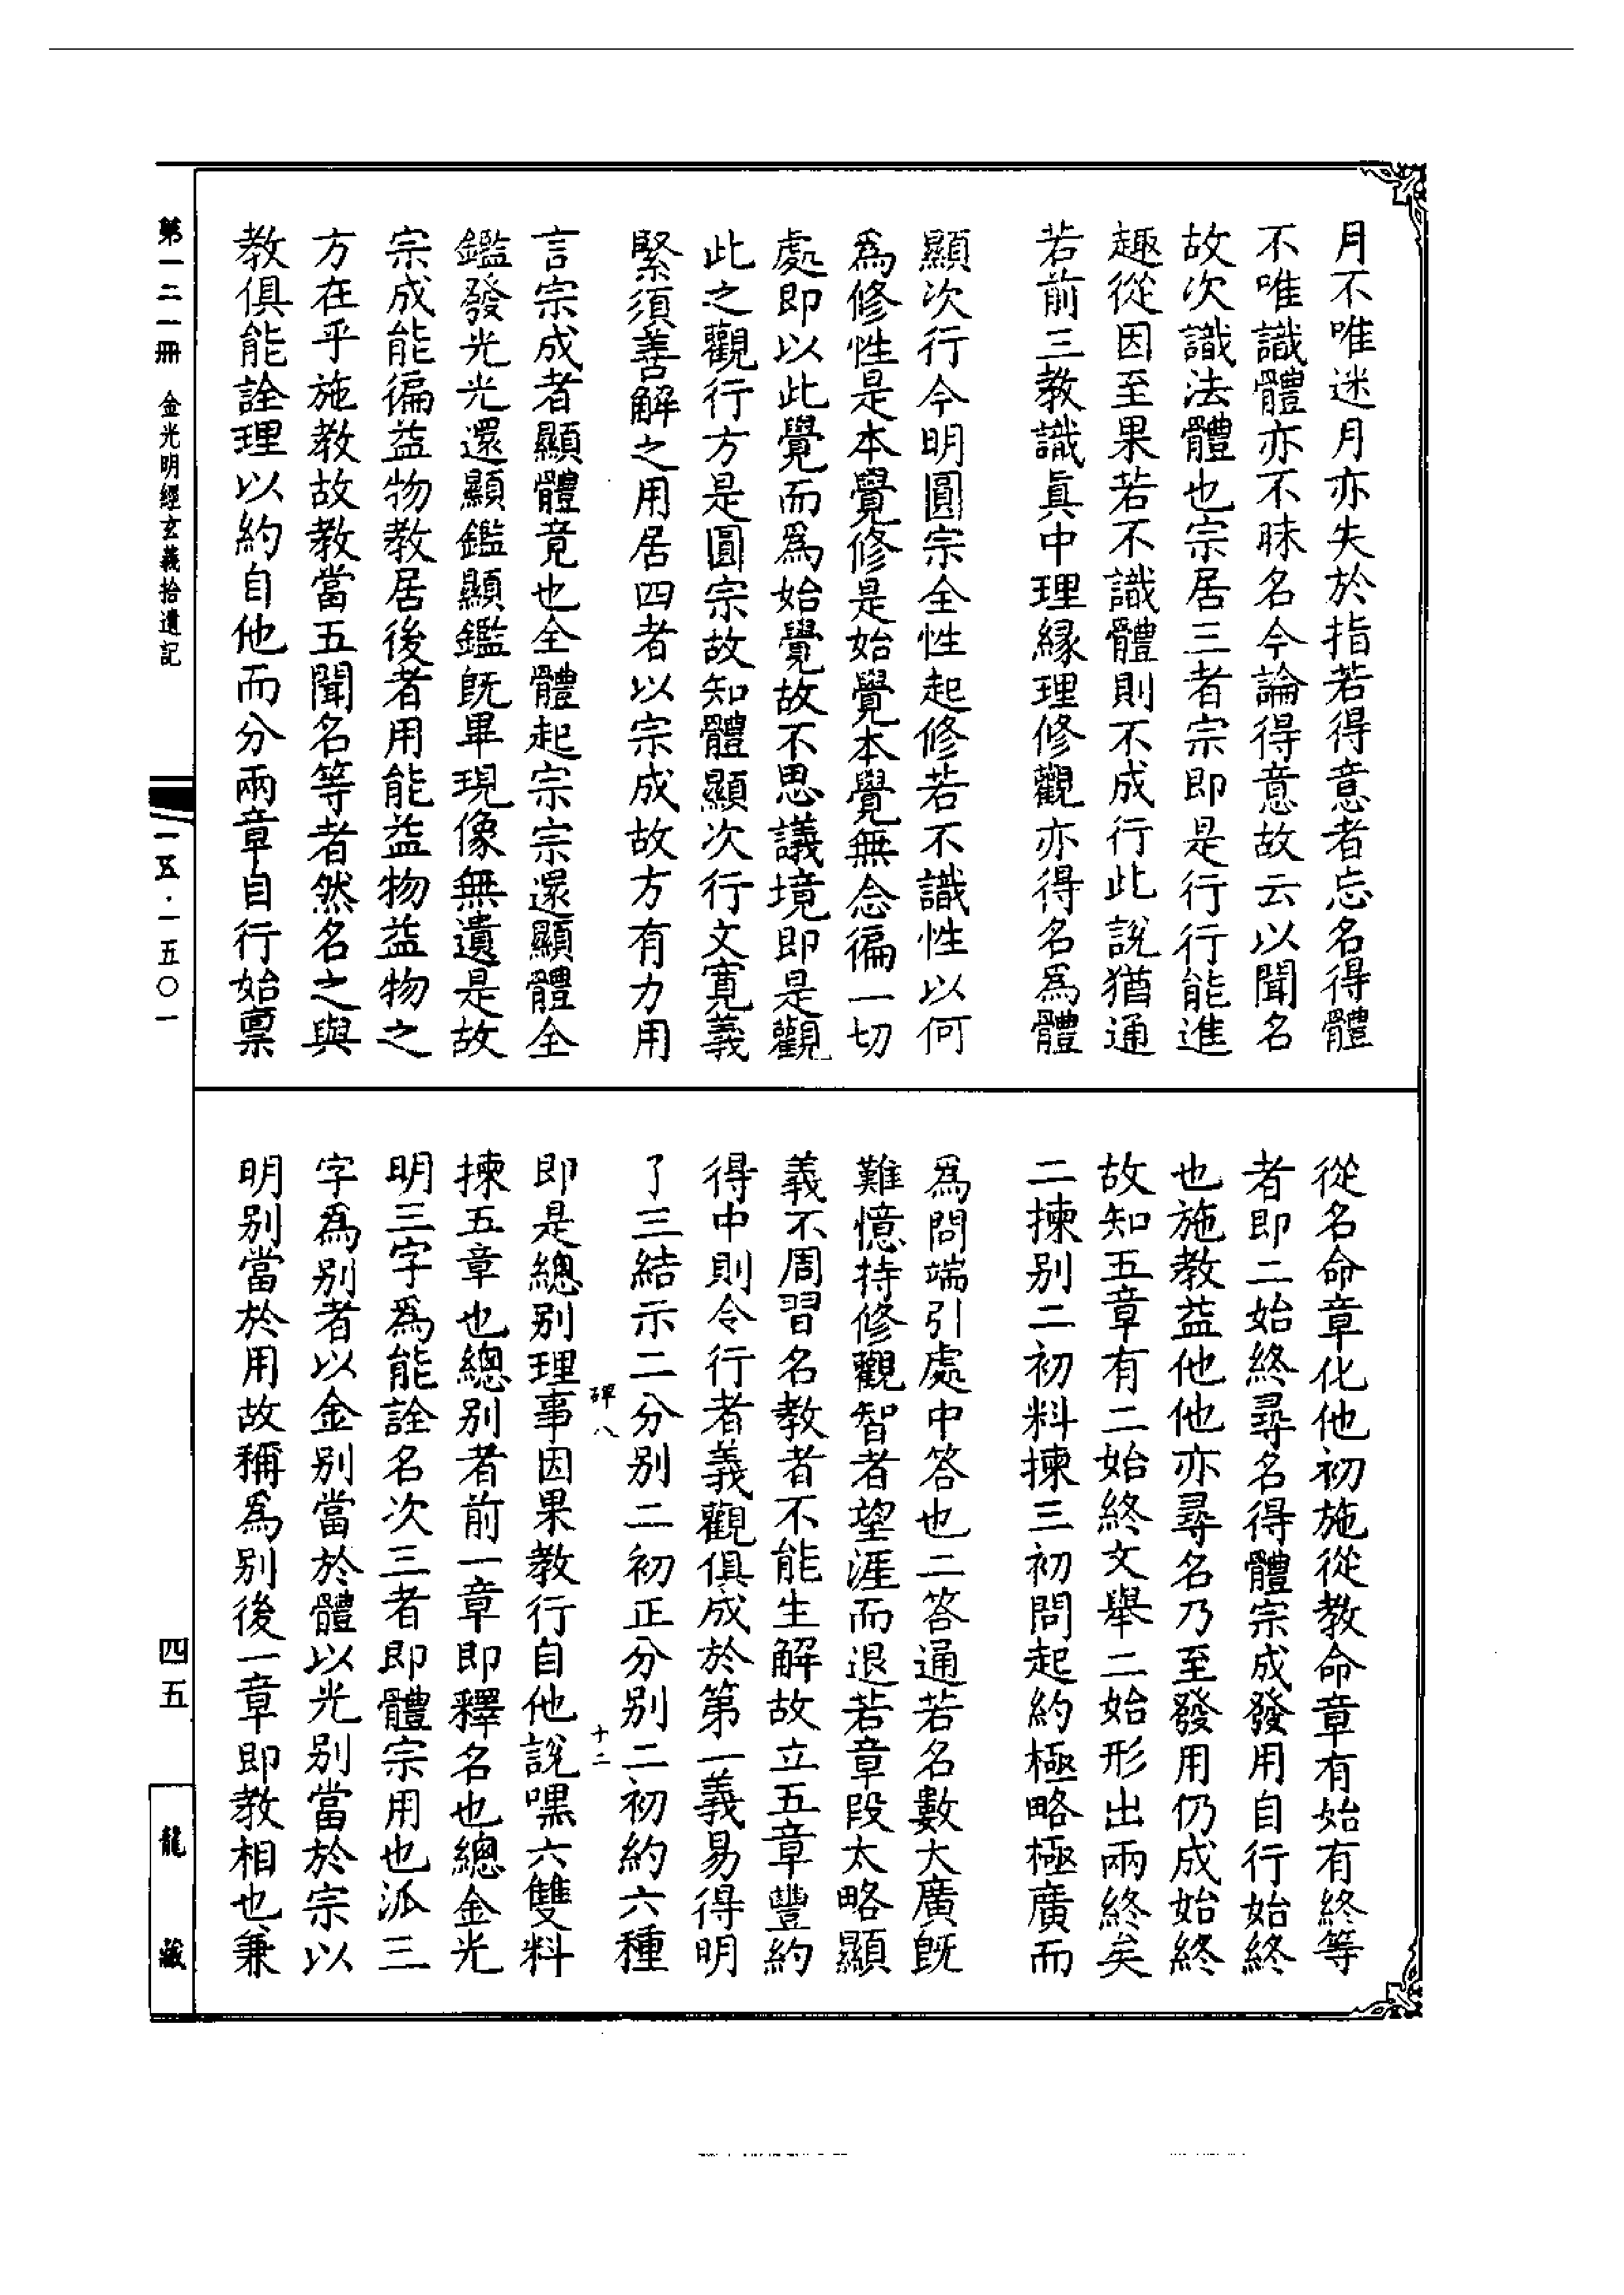 月不唯迷月亦失於指若得意者忘名得體
不唯識體亦不昧名今論得意故云以聞名
故次識法體也宗居三者宗即是行行能進
趣從因至果若不識體則不成行此說猶通
若前三教識眞中理緣理修觀亦得名爲體
顯次行今明圓宗全性起修若不識性以何
爲修性是本覺修是始覺本覺無念徧一切
處即以此覺而爲始覺故不思議境即是觀
此之觀行方是圓宗故知體顯次行文寬義
緊須善解之用居四者以宗成故方有力用
言宗成者顯體竟也全體起宗宗還顯體全
鑑發光光還顯鑑顯鑑旣畢現像無遺是故
宗成能徧益物教居後者用能益物益物之
方在乎施教故教當五聞名等者然名之與
教俱能詮理以約自他而分兩章自行始稟
從名命章化他初施從教命章有始有終等
者即二始終尋名得體宗成發用自行始終
也施教益他他亦尋名乃至發用仍成始終
故知五章有二始終文舉二始形出兩終矣
二揀別二初料揀三初問起約極略極廣而
爲問端引處中答也二答通若名數大廣旣
難憶持修觀智者望涯而退若章段太略顯
義不周習名教者不能生解故立五章豐約
得中則令行者義觀俱成於第一義易得明
了三結示二分別二初正分別二初約六種
碑八
十二
即是總別理事因果教行自他說嘿六雙料
揀五章也總別者前一章即釋名也總金光
明三字爲能詮名次三者即體宗用也派三
字爲別者以金別當於體以光別當於宗以
明別當於用故稱爲別後一章即教相也兼
第一二一冊 金光明經玄義拾遺記
一五·一五〇一
四五
龍藏